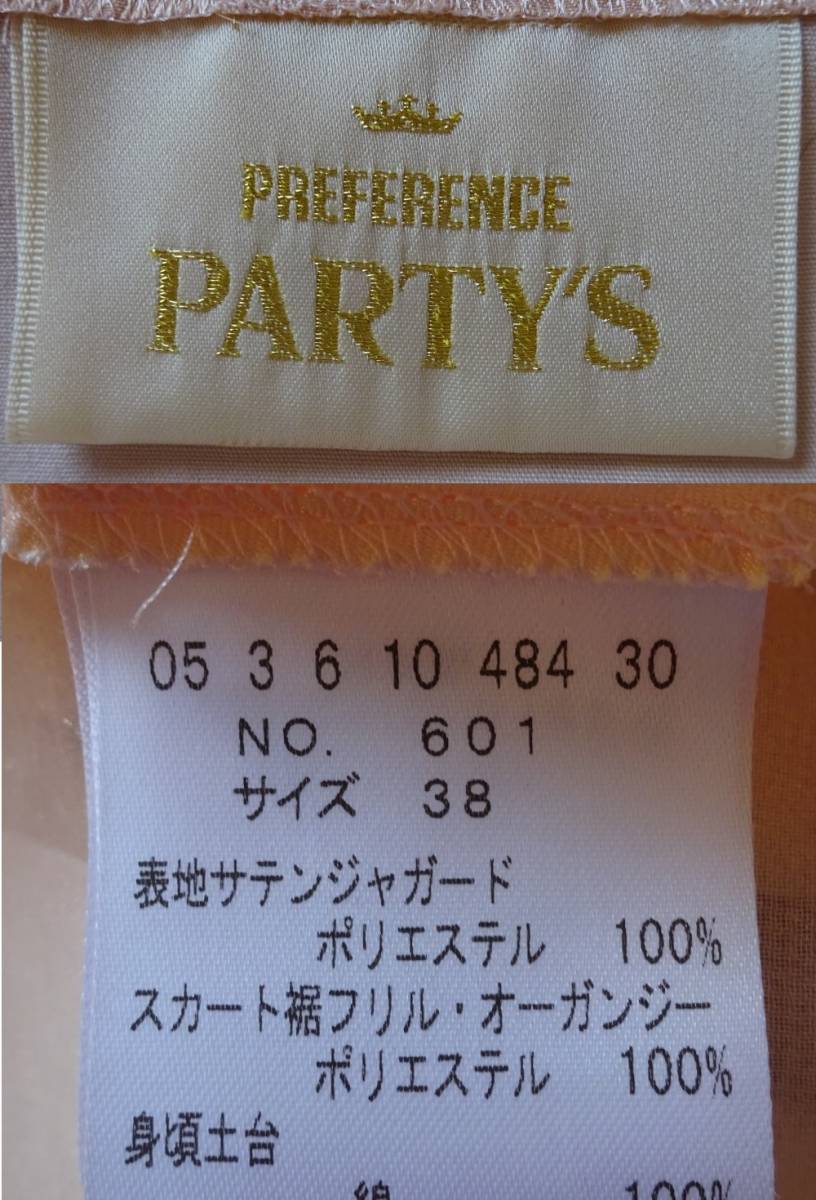 PREFERENCE
PARTY'S
05 3 6 10 484 30
NO. 601
サイズ 38
表地サテンジャガード
ポリエステル 100%
スカート裾フリル・オーガンジー
ポリエステル 100%
身頃土台
綿 100%